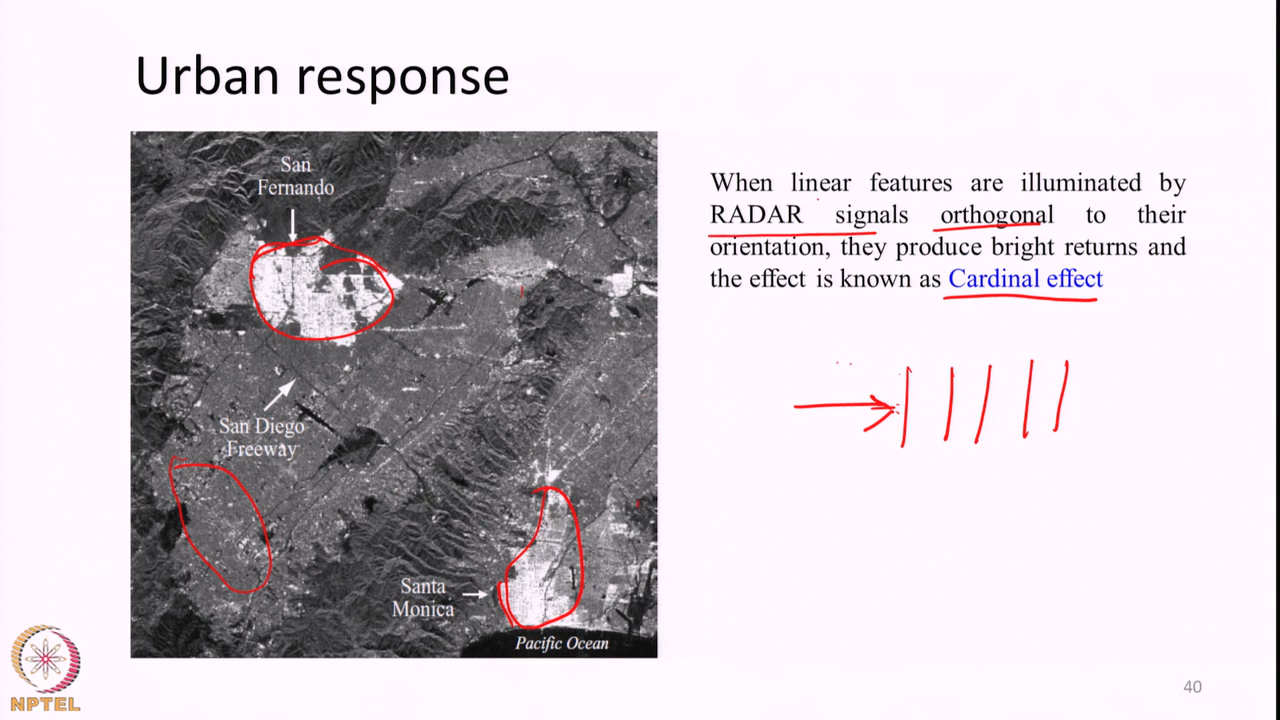 Urban response
San
Fernando
San Diego
Freeway
Santa
Monica
Pacific Ocean
When linear features are illuminated by
RADAR signals orthogonal to their
orientation, they produce bright returns and
the effect is known as Cardinal effect
NPTEL
40